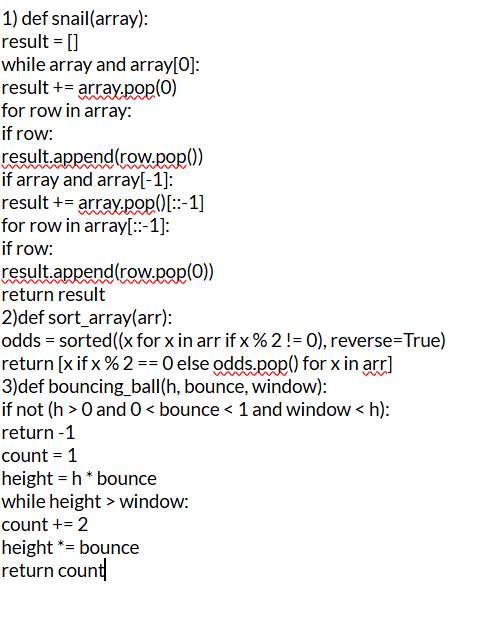 1) def snail(array):
result = []
while array and array[0]:
result += array.pop(0)
for row in array:
if row:
result.append(row.pop())
if array and array[-1]:
result += array.pop()[::-1]
for row in array[::-1]:
if row:
result.append(row.pop(0))
return result
2)def sort_array(arr):
odds = sorted((x for x in arr if x % 2 != 0), reverse=True)
return [x if x % 2 == 0 else odds.pop() for x in arr]
3)def bouncing_ball(h, bounce, window):
if not (h > 0 and 0 < bounce < 1 and window < h):
return -1
count = 1
height = h * bounce
while height > window:
count += 2
height *= bounce
return count